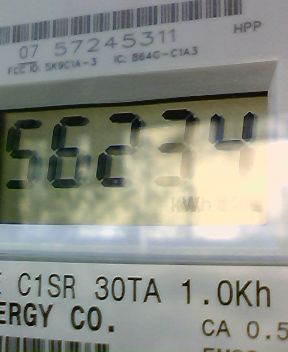 07 57245311 HPP
FCC ID: SK9C1A-3 IC: 864G-C1A3
56234
kWh
C1SR 30TA 1.0Kh
ERGY CO.
CA 0.5